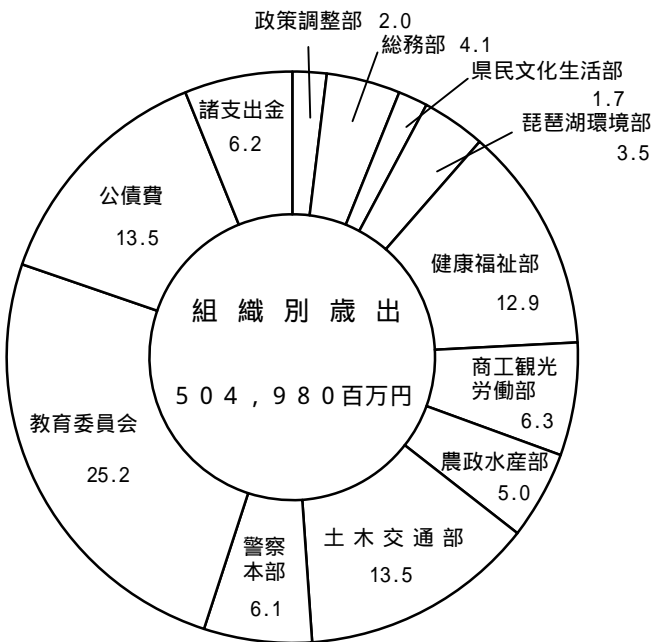 政策調整部 2.0
総務部 4.1
県民文化生活部
1.7
琵琶湖環境部
3.5
健康福祉部
12.9
商工観光
労働部
6.3
農政水産部
5.0
土木交通部
13.5
警察
本部
6.1
教育委員会
25.2
公債費
13.5
諸支出金
6.2
組織別歳出
504,980百万円